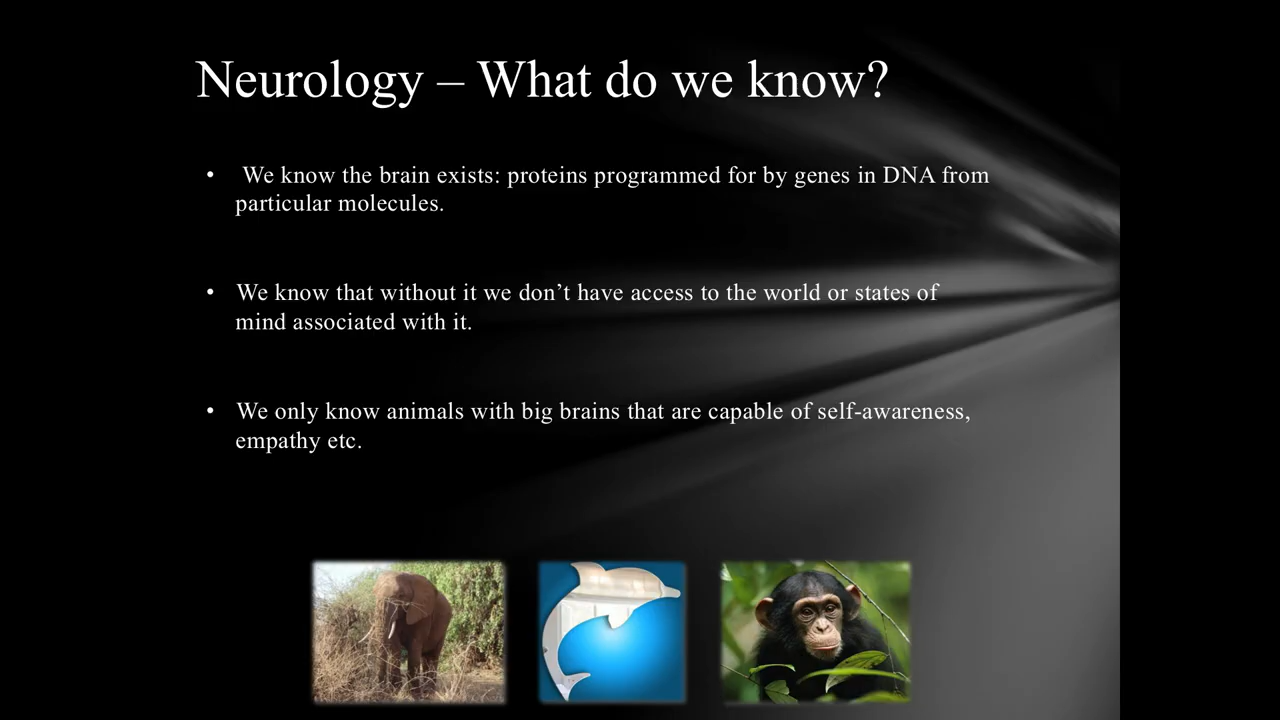 Neurology – What do we know?
• We know the brain exists: proteins programmed for by genes in DNA from
particular molecules.
• We know that without it we don’t have access to the world or states of
mind associated with it.
• We only know animals with big brains that are capable of self-awareness,
empathy etc.